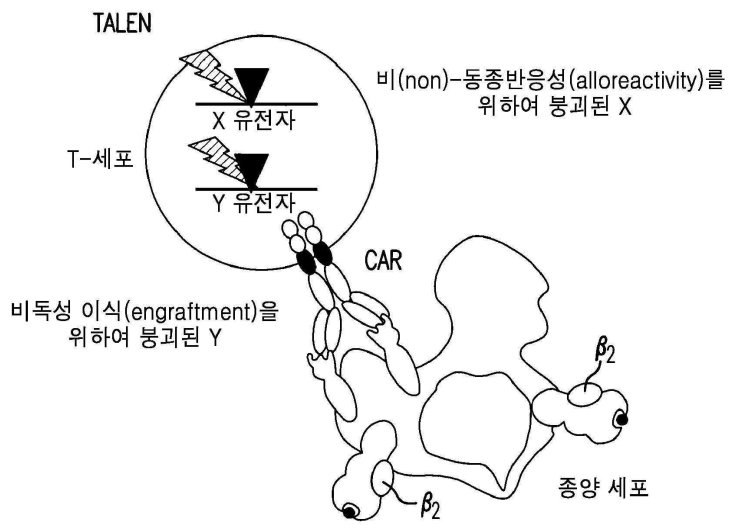 TALEN
X 유전자
T-세포
Y 유전자
비(non)-동종반응성(alloreactivity)를
위하여 붕괴된 X
CAR
비독성 이식(engraftment)을
위하여 붕괴된 Y
β2
β2
종양 세포